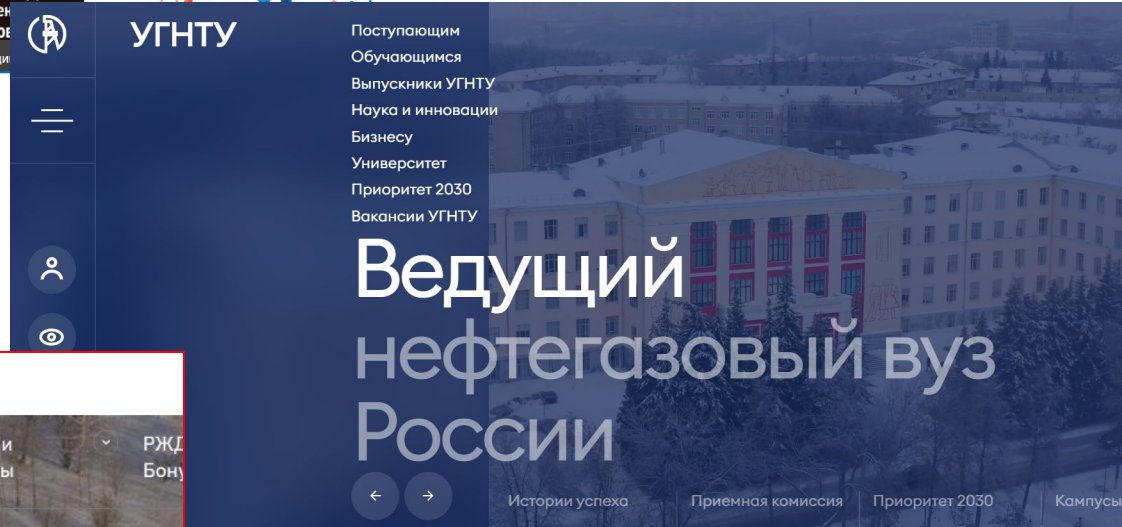 УГНТУ
Поступающим
Обучающимся
Выпускники УГНТУ
Наука и инновации
Бизнесу
Университет
Приоритет 2030
Вакансии УГНТУ
Ведущий
нефтегазовый вуз
России
Истории успеха
Приемная комиссия
Приоритет 2030
Кампусы
и
РЖД
ы